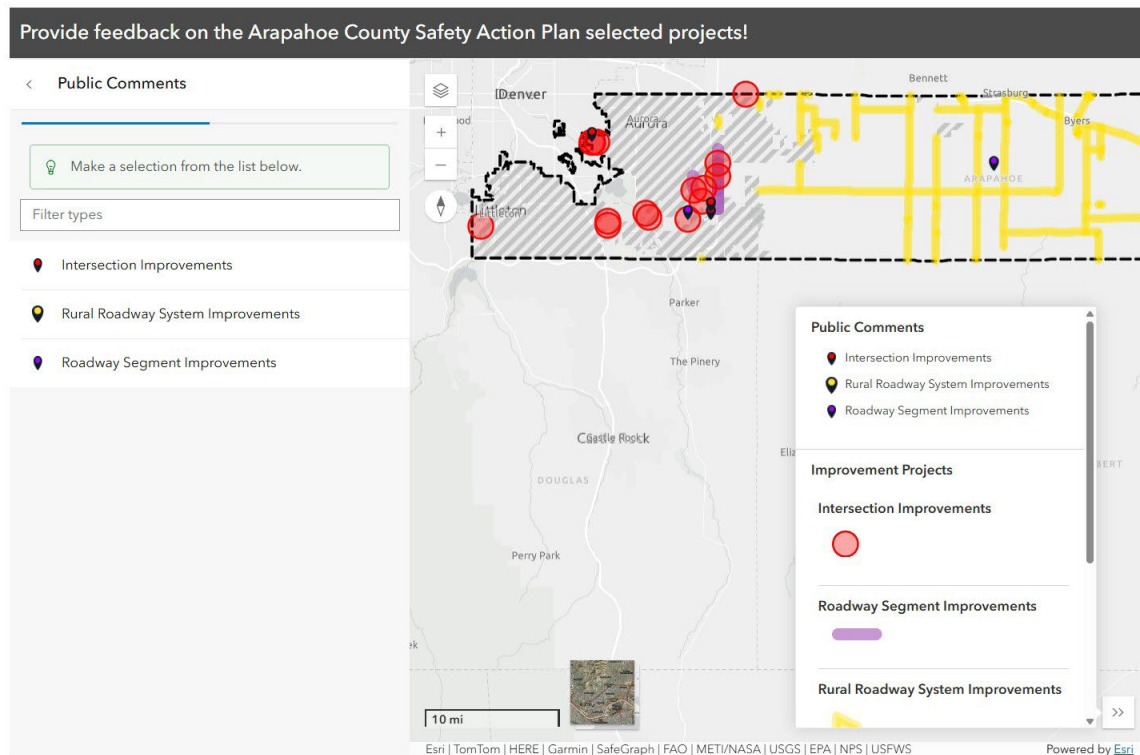 Provide feedback on the Arapahoe County Safety Action Plan selected projects!
Public Comments
Make a selection from the list below.
Filter types
Intersection Improvements
Rural Roadway System Improvements
Roadway Segment Improvements
Denver
Aurora
Aurora
Bennett
Strasburg
Byers
ARAPAHOE
Littleton
Littleton
Parker
The Pinery
Castle Rock
Castle Rock
DOUGLAS
Perry Park
Public Comments
Intersection Improvements
Rural Roadway System Improvements
Roadway Segment Improvements
Improvement Projects
Intersection Improvements
Roadway Segment Improvements
Rural Roadway System Improvements
10 mi
Esri | TomTom | HERE | Garmin | SafeGraph | FAO | METI/NASA | USGS | EPA | NPS | USFWS
Powered by Esri